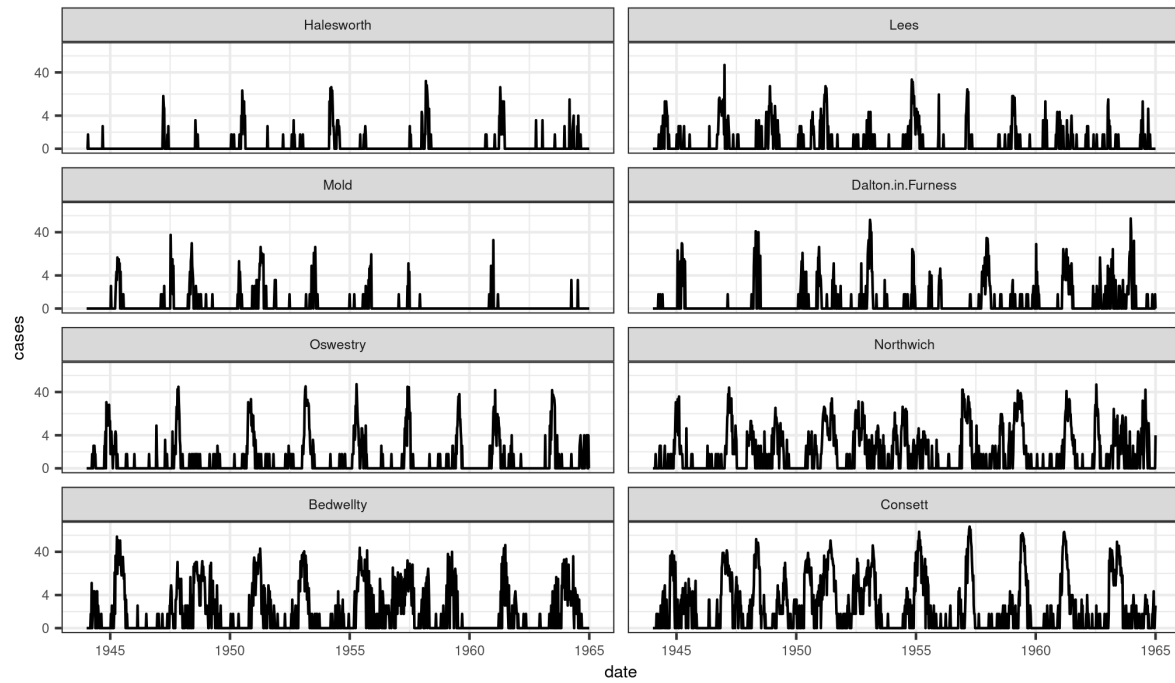 Halesworth
Lees
40
4
0
Mold
Dalton.in.Furness
40
4
0
cases
Oswestry
Northwich
40
4
0
Bedwellty
Consett
40
4
0
1945 1950 1955 1960 1965 1945 1950 1955 1960 1965
date